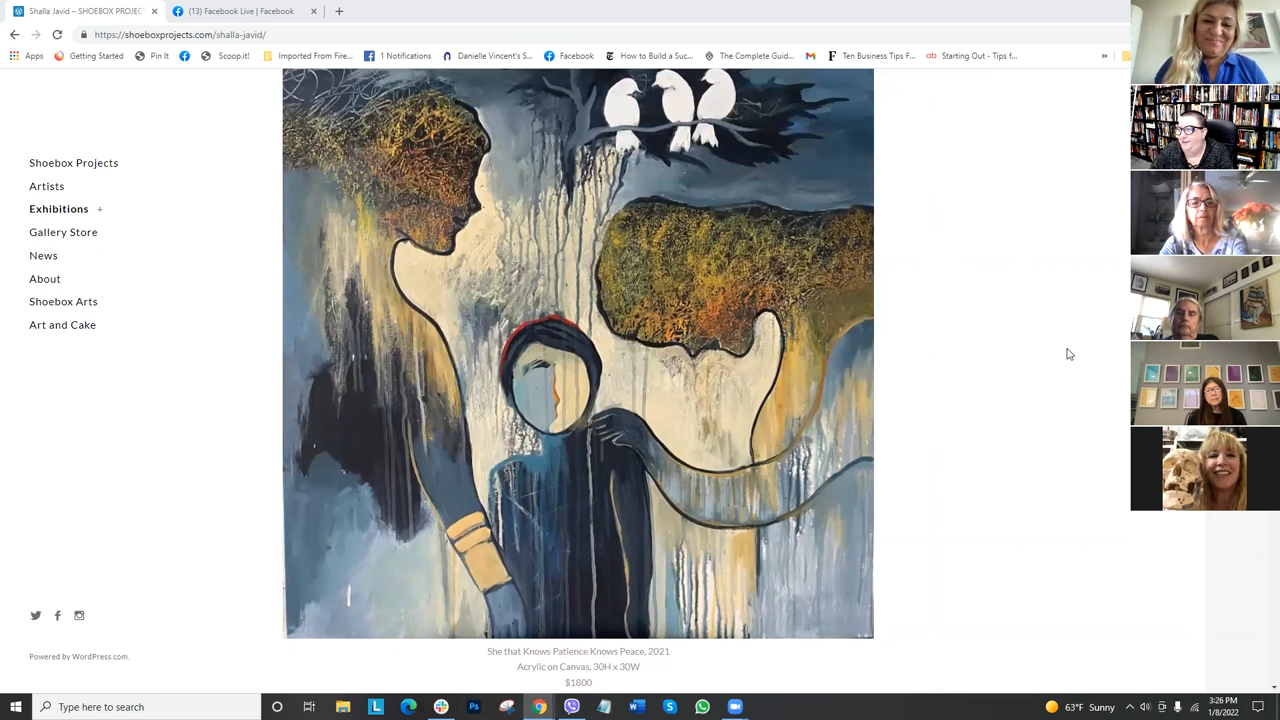 Shalla Javid – SHOEBOX PROJEC
(13) Facebook Live | Facebook
https://shoeboxprojects.com/shalla-javid/
Apps
Getting Started
Pin It
Scoop.it!
Imported From Fire...
1 Notifications
Danielle Vincent's S...
Facebook
How to Build a Suc...
The Complete Guid...
Ten Business Tips F...
Starting Out - Tips f...
»
Shoebox Projects
Artists
Exhibitions +
Gallery Store
News
About
Shoebox Arts
Art and Cake
Powered by WordPress.com.
She that Knows Patience Knows Peace, 2021
Acrylic on Canvas, 30H x 30W
$1800
Type here to search
63°F Sunny
3:26 PM
1/8/2022